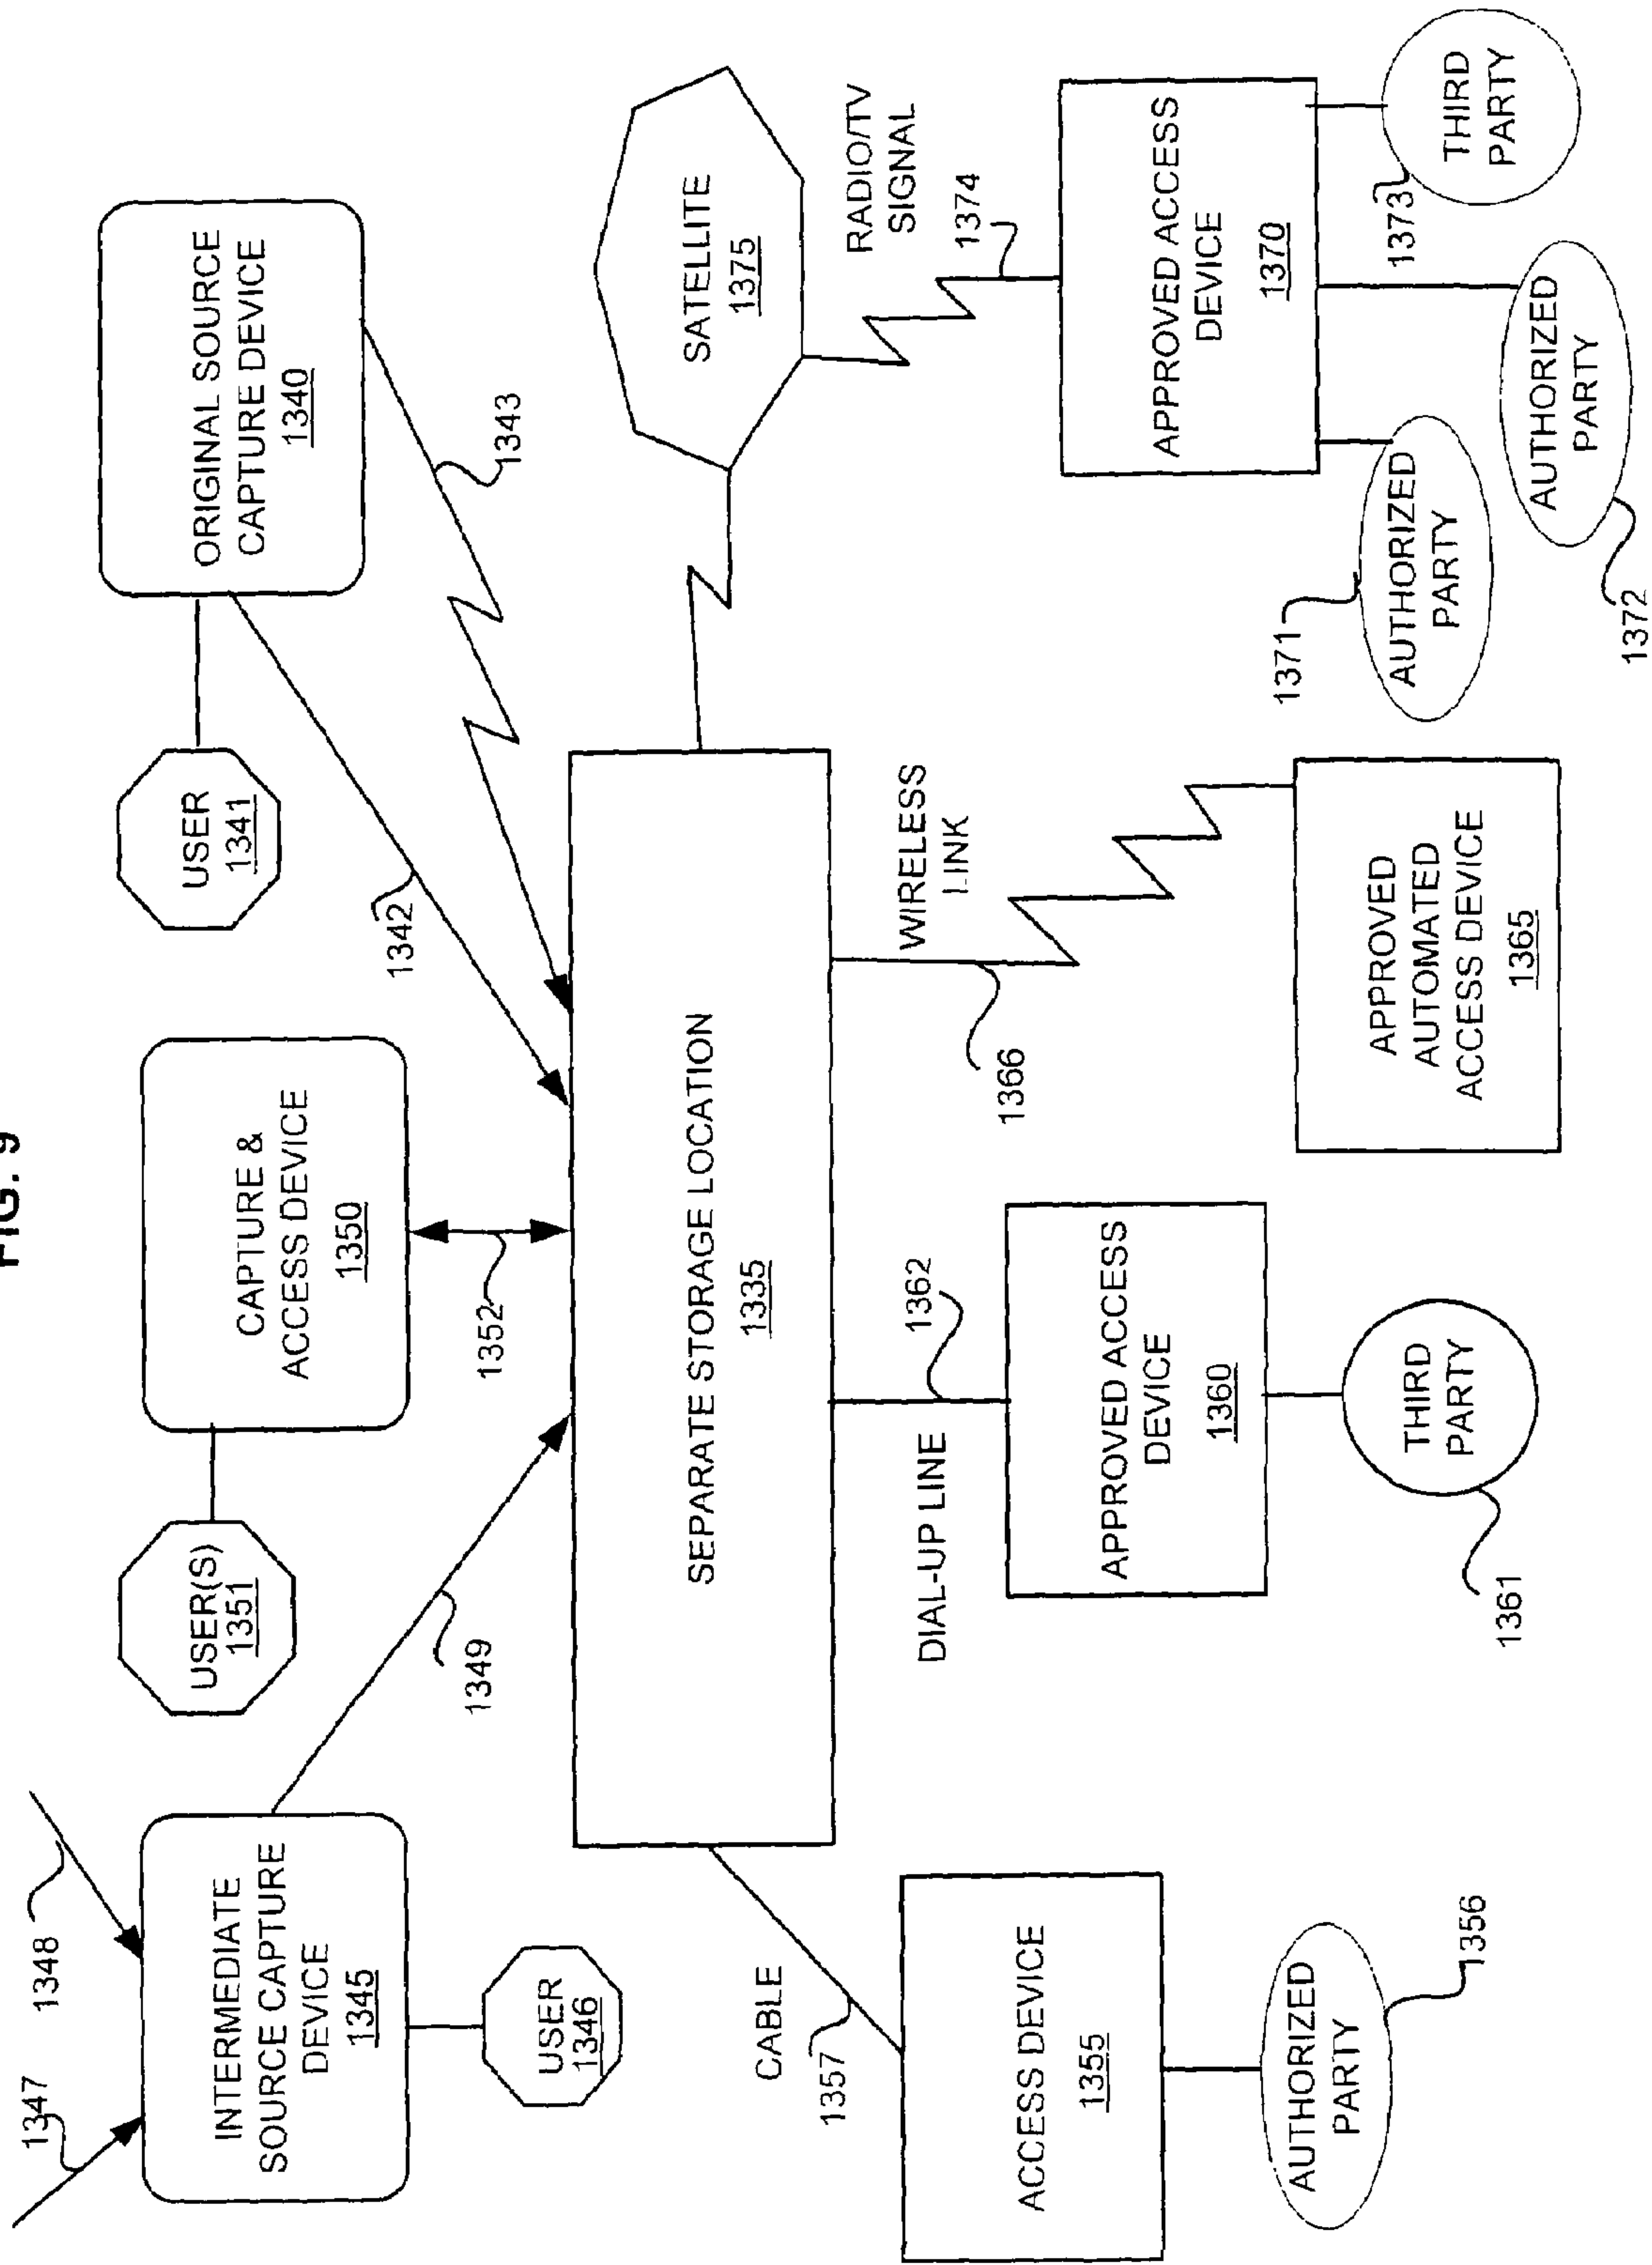 FIG. 9
1347
1348
INTERMEDIATE
SOURCE CAPTURE
DEVICE
1345
USER
1346
1349
USER(S)
1351
CAPTURE &
ACCESS DEVICE
1350
1352
USER
1341
ORIGINAL SOURCE
CAPTURE DEVICE
1340
1342
1343
SEPARATE STORAGE LOCATION
1335
SATELLITE
1375
CABLE
1357
ACCESS DEVICE
1355
AUTHORIZED
PARTY
1356
DIAL-UP LINE
1362
APPROVED ACCESS
DEVICE
1360
THIRD
PARTY
1361
WIRELESS
LINK
1366
APPROVED
AUTOMATED
ACCESS DEVICE
1365
RADIO/TV
SIGNAL
1374
APPROVED ACCESS
DEVICE
1370
1371
AUTHORIZED
PARTY
AUTHORIZED
PARTY
1372
1373
THIRD
PARTY